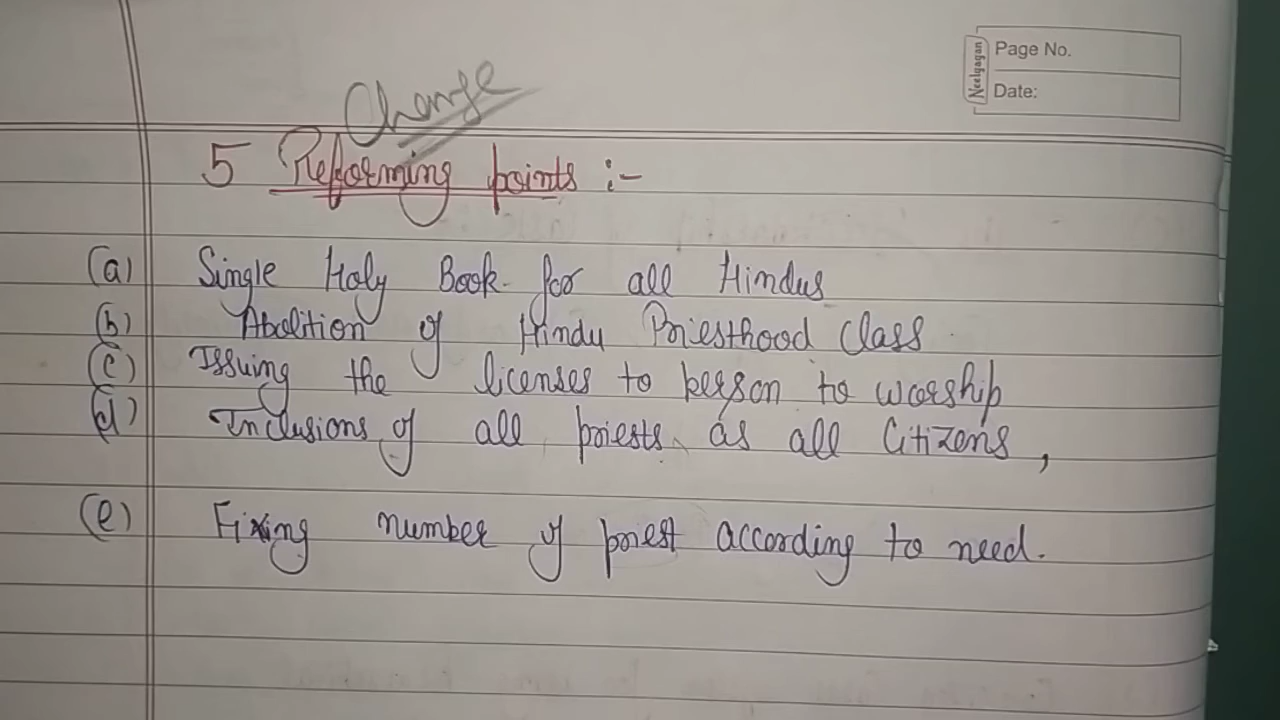 Neelgagan
Page No.
Date:
Change
5 Reforming points :-
(a) Single Holy Book for all Hindus
(b) Abolition of Hindu Priesthood Class.
(c) Issuing the licenses to person to worship
(d) Inclusions of all priests as all Citizens,
(e) Fixing number of priest according to need.